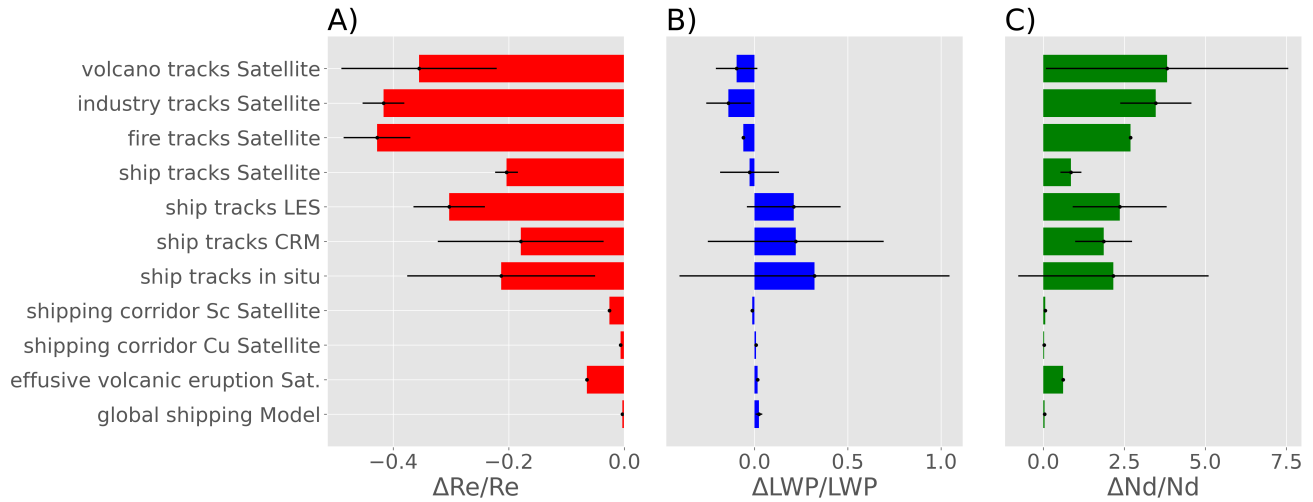 A)
B)
C)
volcano tracks Satellite
industry tracks Satellite
fire tracks Satellite
ship tracks Satellite
ship tracks LES
ship tracks CRM
ship tracks in situ
shipping corridor Sc Satellite
shipping corridor Cu Satellite
effusive volcanic eruption Sat.
global shipping Model
−0.4 −0.2 0.0
ΔRe/Re
0.0 0.5 1.0
ΔLWP/LWP
0.0 2.5 5.0 7.5
ΔNd/Nd